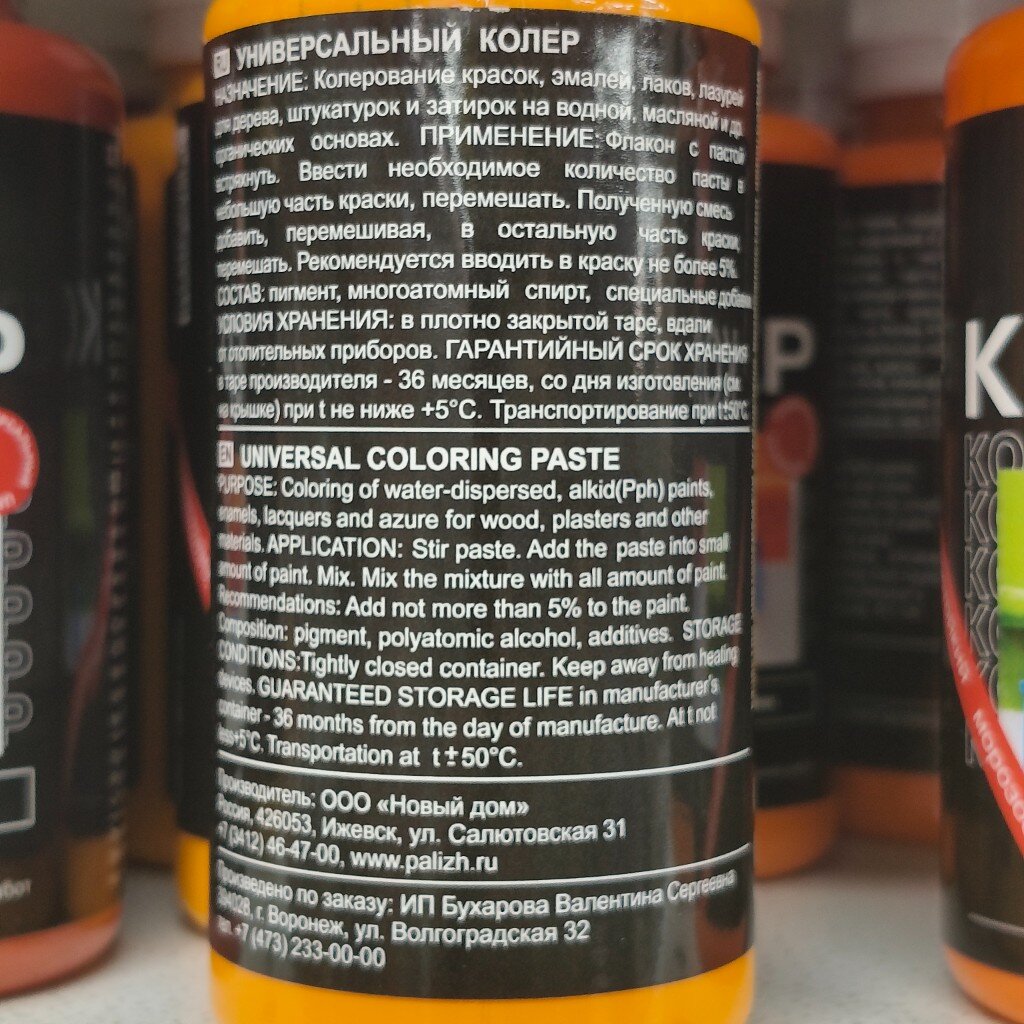 RU УНИВЕРСАЛЬНЫЙ КОЛЕР
НАЗНАЧЕНИЕ: Колерование красок, эмалей, лаков, лазурей
для дерева, штукатурок и затирок на водной, масляной и др.
органических основах. ПРИМЕНЕНИЕ: Флакон с пастой
встряхнуть. Ввести необходимое количество пасты в
небольшую часть краски, перемешать. Полученную смесь
добавить, перемешивая, в остальную часть краски,
перемешать. Рекомендуется вводить в краску не более 5%.
СОСТАВ: пигмент, многоатомный спирт, специальные добавки
УСЛОВИЯ ХРАНЕНИЯ: в плотно закрытой таре, вдали
от отопительных приборов. ГАРАНТИЙНЫЙ СРОК ХРАНЕНИЯ
в таре производителя - 36 месяцев, со дня изготовления (см.
на крышке) при t не ниже +5°C. Транспортирование при t±50°C
EN UNIVERSAL COLORING PASTE
PURPOSE: Coloring of water-dispersed, alkid(Pph) paints,
enamels, lacquers and azure for wood, plasters and other
materials. APPLICATION: Stir paste. Add the paste into small
amount of paint. Mix. Mix the mixture with all amount of paint.
Recommendations: Add not more than 5% to the paint.
Composition: pigment, polyatomic alcohol, additives. STORAGE
CONDITIONS:Tightly closed container. Keep away from heating
devices. GUARANTEED STORAGE LIFE in manufacturer's
container - 36 months from the day of manufacture. At t not
less+5°C. Transportation at t±50°C.
Производитель: ООО «Новый дом»
Россия, 426053, Ижевск, ул. Салютовская 31
+7 (3412) 46-47-00, www.palizh.ru
Произведено по заказу: ИП Бухарова Валентина Сергеевна
394028, г. Воронеж, ул. Волгоградская 32
тел. +7 (473) 233-00-00